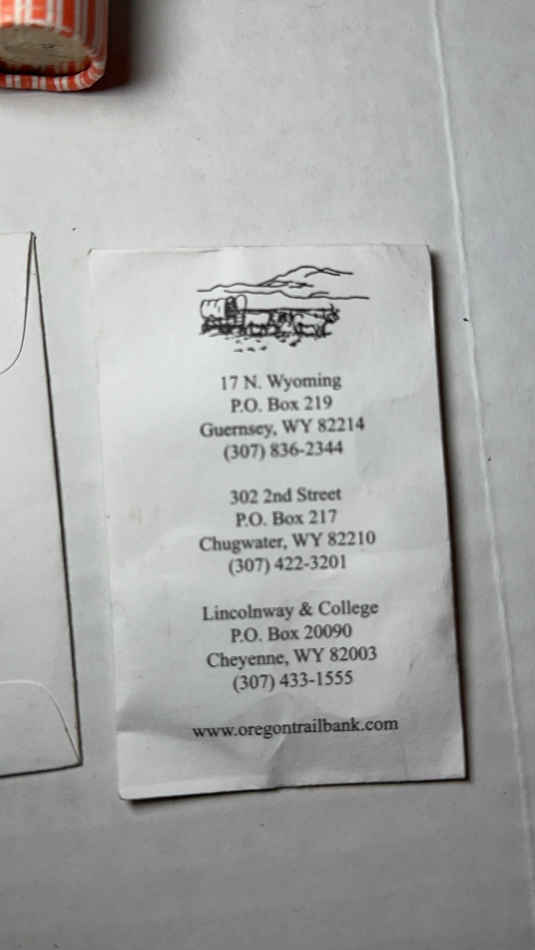 17 N. Wyoming
P.O. Box 219
Guernsey, WY 82214
(307) 836-2344
302 2nd Street
P.O. Box 217
Chugwater, WY 82210
(307) 422-3201
Lincolnway & College
P.O. Box 20090
Cheyenne, WY 82003
(307) 433-1555
www.oregontrailbank.com